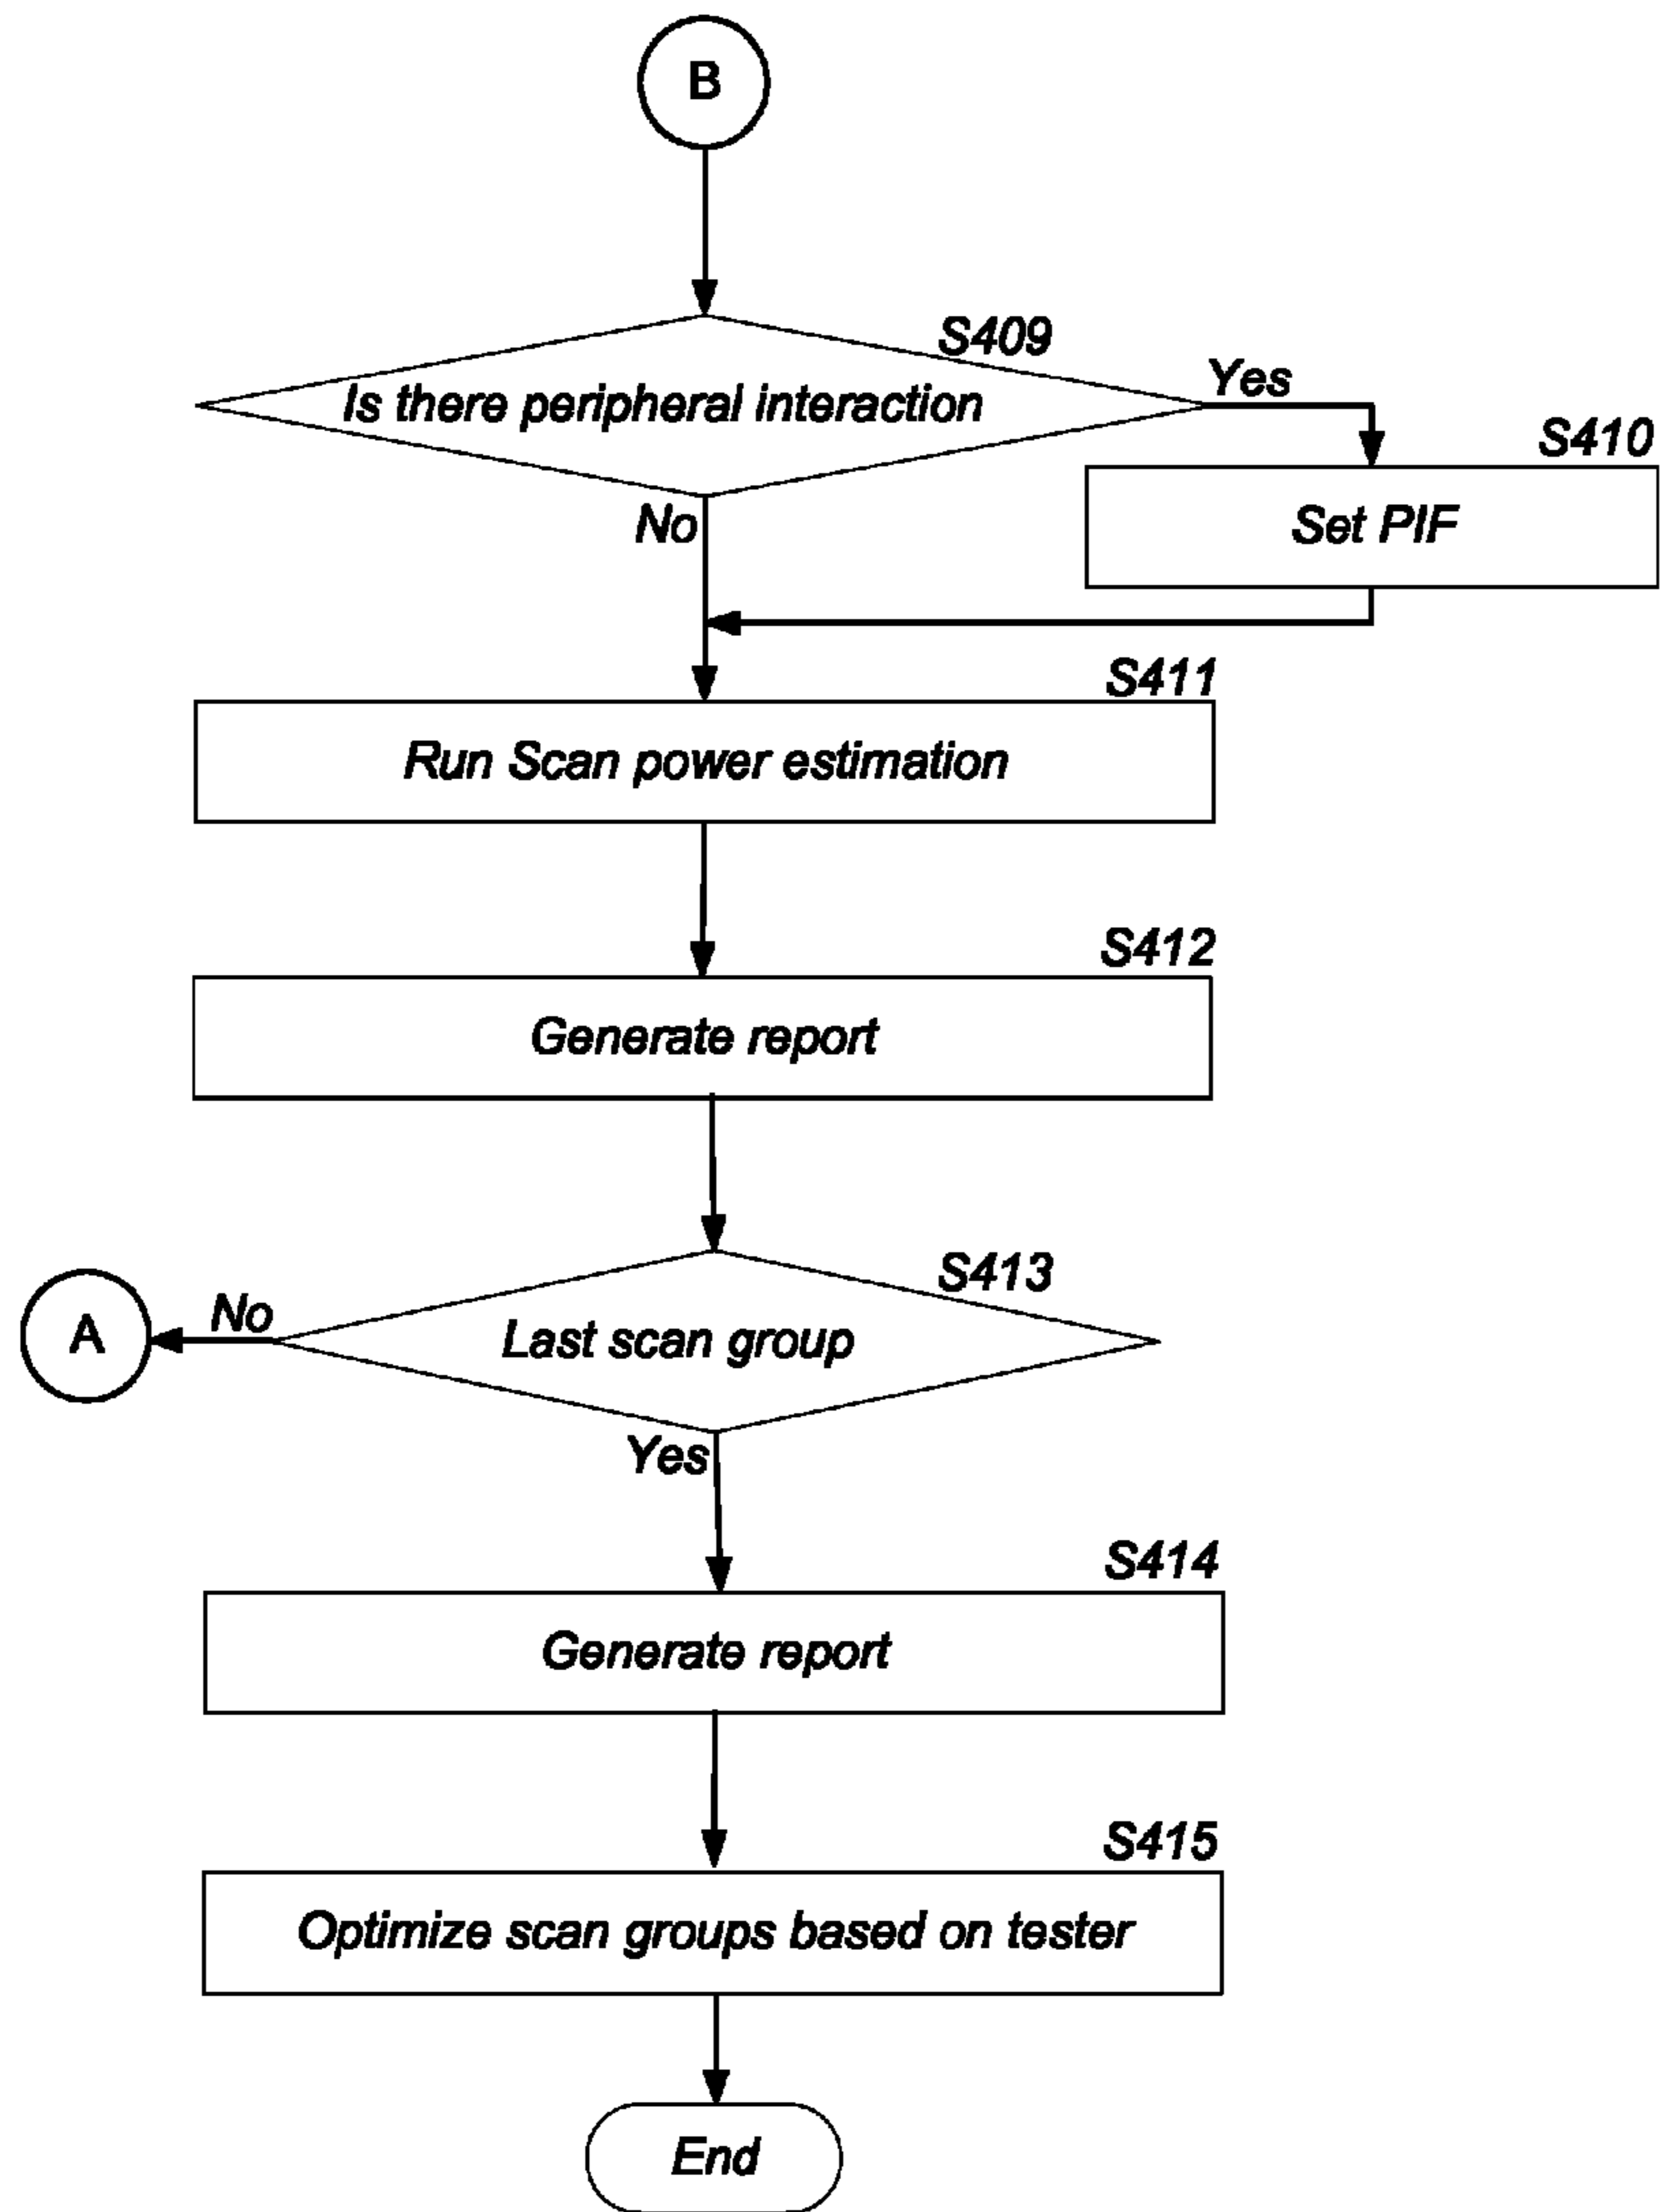 B
S409
Is there peripheral interaction
Yes
S410
Set PIF
No
S411
Run Scan power estimation
S412
Generate report
S413
A
No
Last scan group
Yes
S414
Generate report
S415
Optimize scan groups based on tester
End